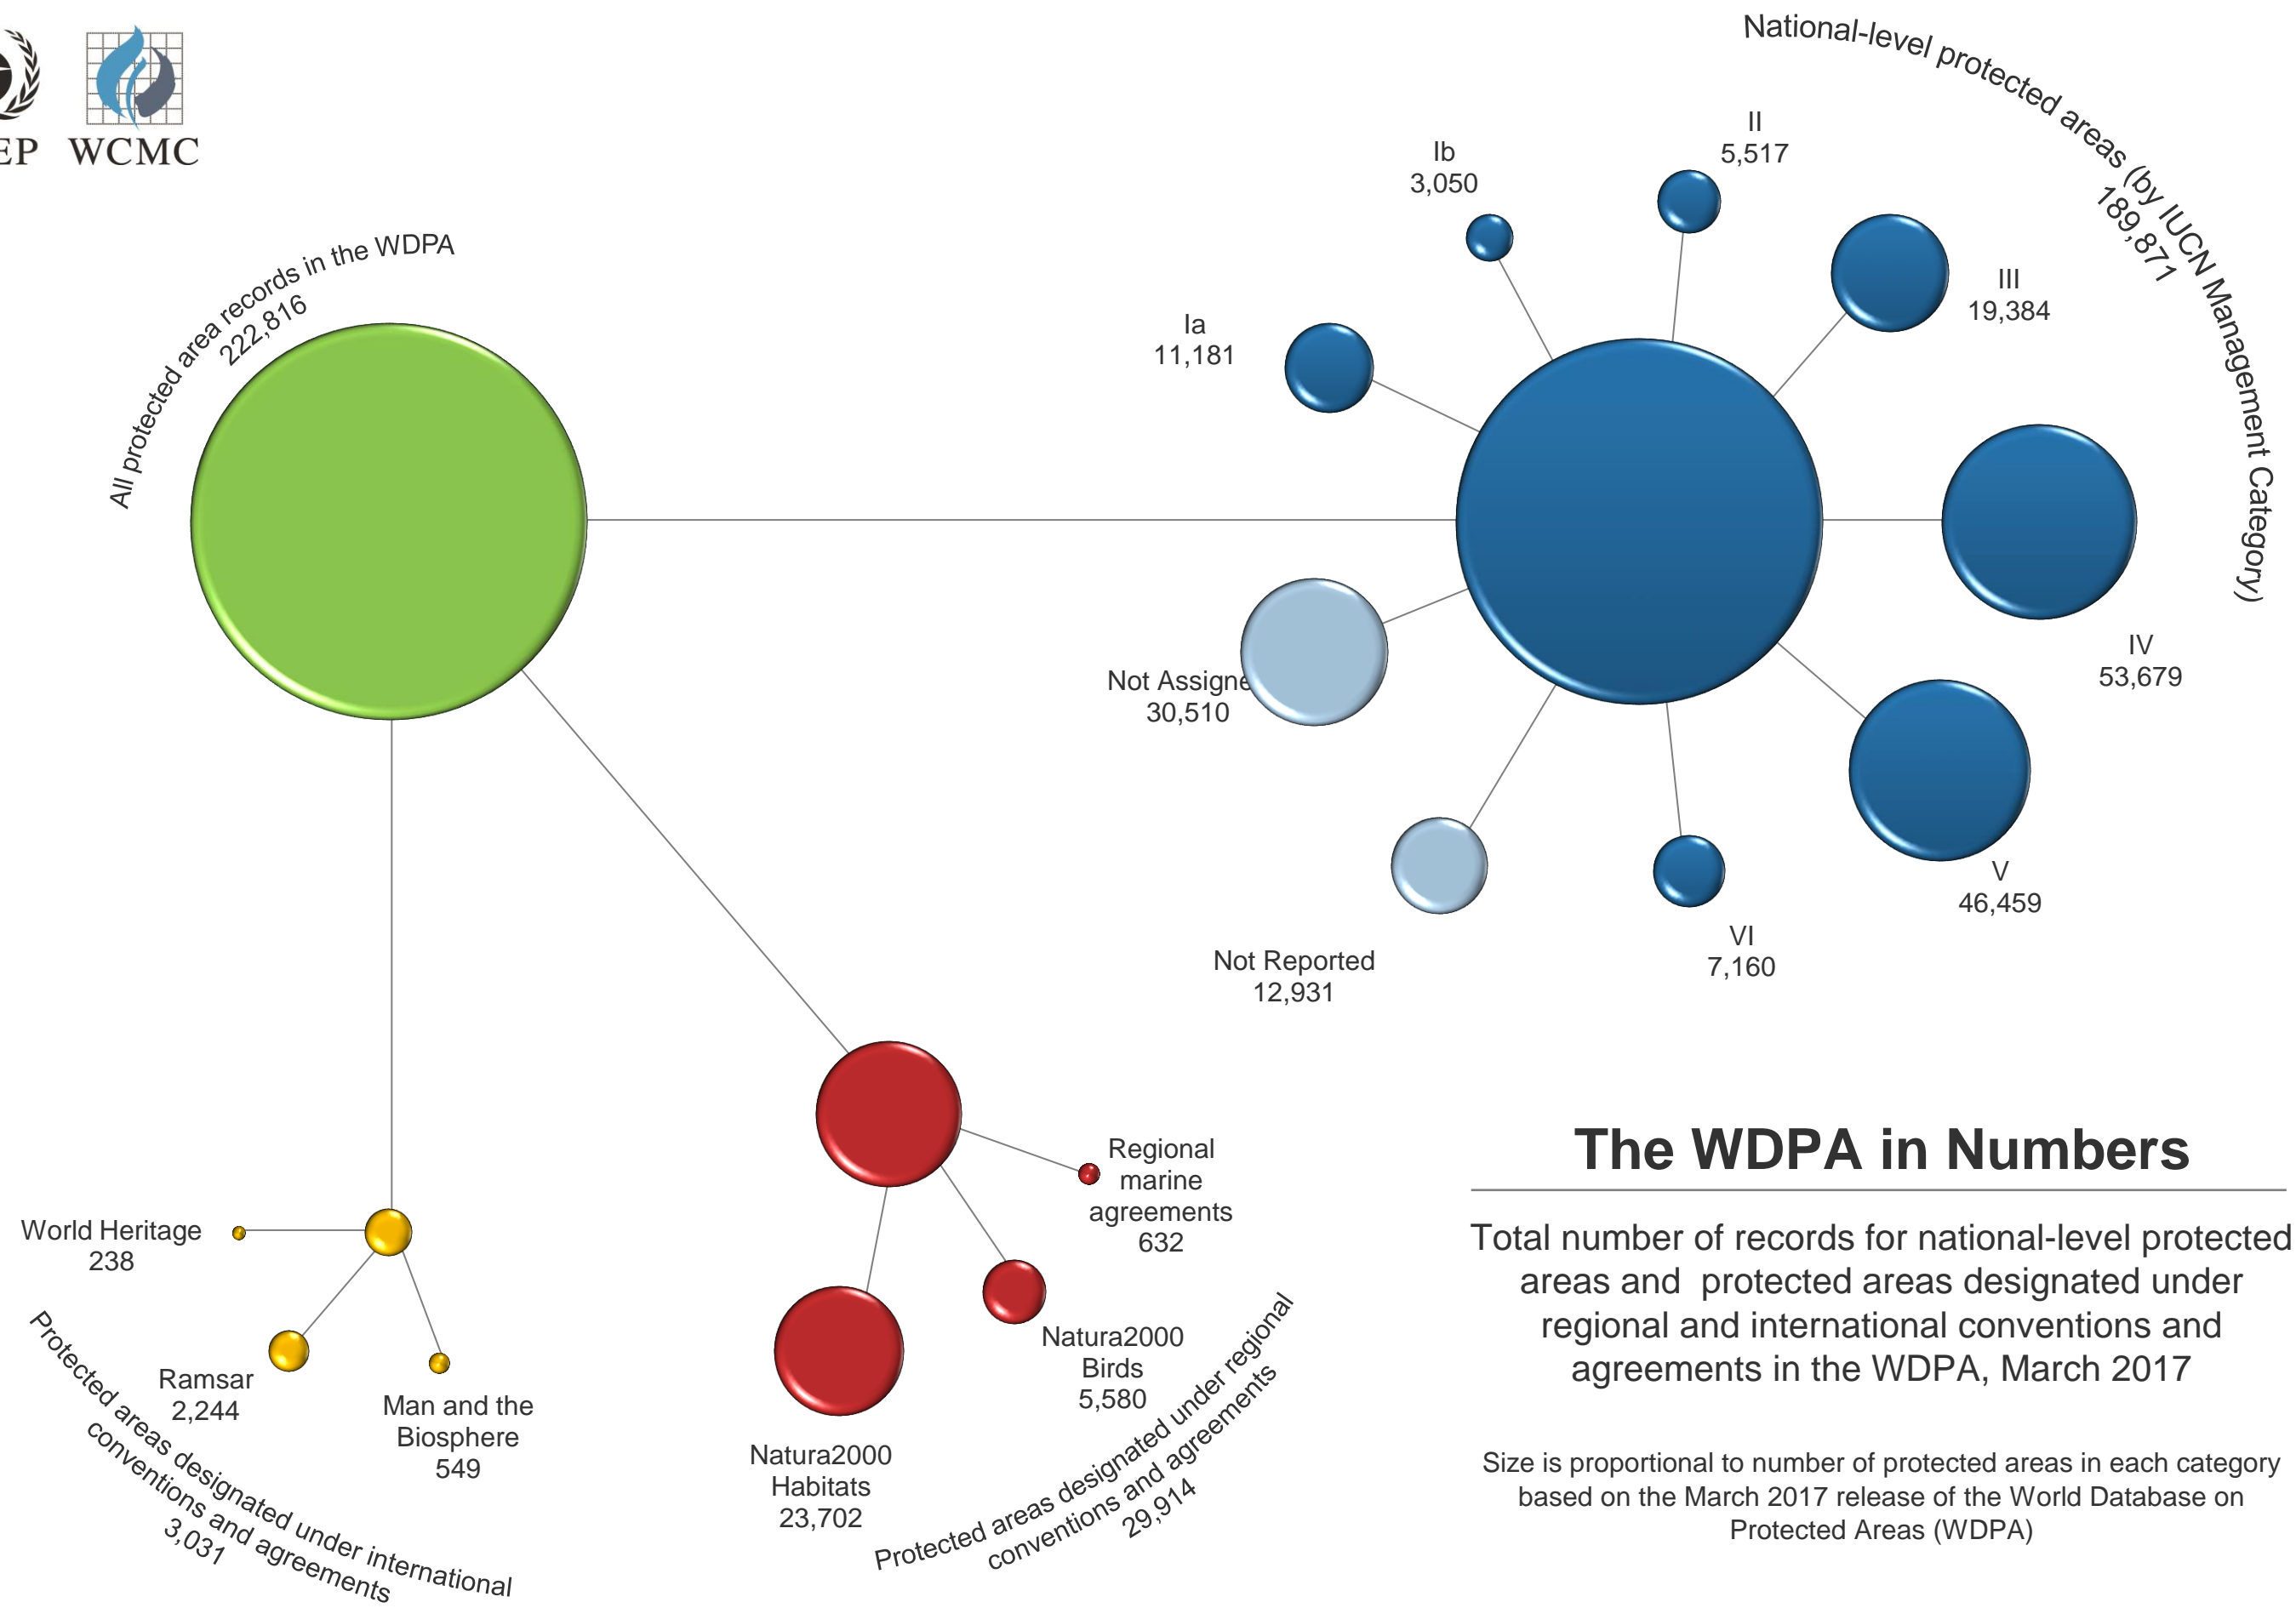 EP
WCMC
All protected area records in the WDPA
222,816
National-level protected areas (by IUCN Management Category)
189,871
Ia
11,181
Ib
3,050
II
5,517
III
19,384
IV
53,679
V
46,459
VI
7,160
Not Reported
12,931
Not Assigne
30,510
World Heritage
238
Ramsar
2,244
Man and the
Biosphere
549
Protected areas designated under international
conventions and agreements
3,031
Regional
marine
agreements
632
Natura2000
Birds
5,580
Natura2000
Habitats
23,702
Protected areas designated under regional
conventions and agreements
29,914
The WDPA in Numbers
Total number of records for national-level protected
areas and  protected areas designated under
regional and international conventions and
agreements in the WDPA, March 2017
Size is proportional to number of protected areas in each category
based on the March 2017 release of the World Database on
Protected Areas (WDPA)